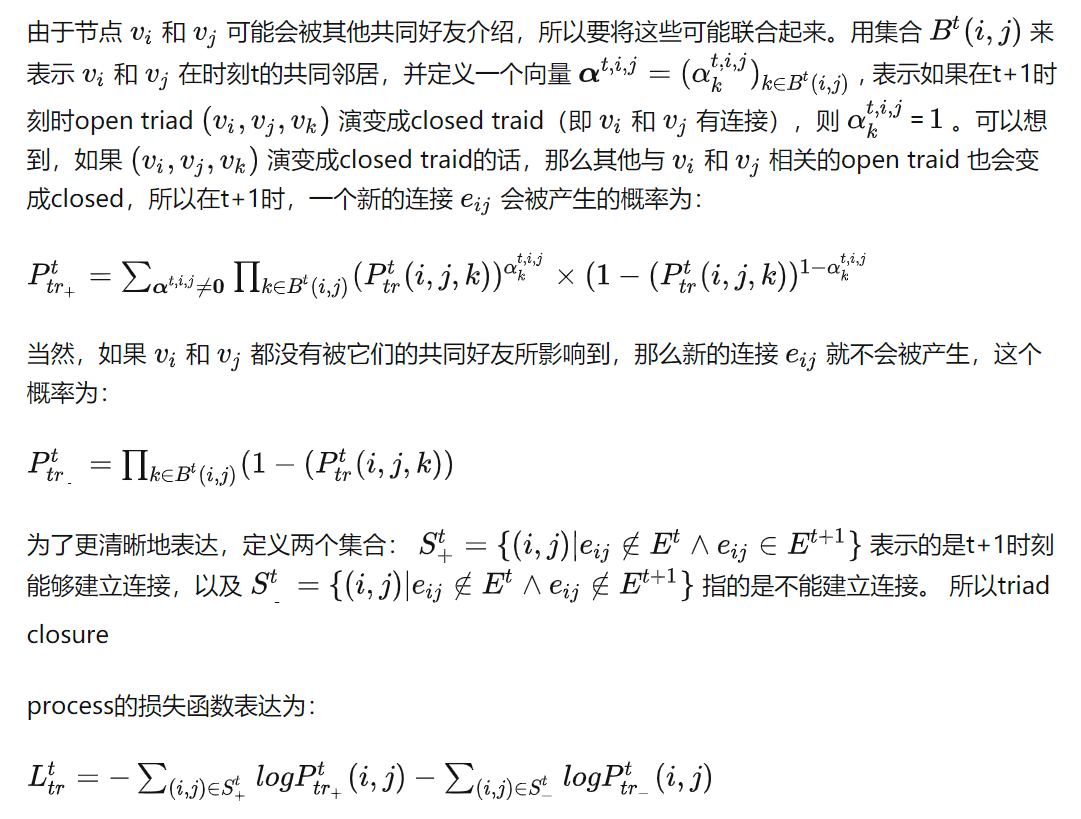 由于节点 $v_i$ 和 $v_j$ 可能会被其他共同好友介绍，所以要将这些可能联合起来。用集合 $B^t(i,j)$ 来
表示 $v_i$ 和 $v_j$ 在时刻t的共同邻居，并定义一个向量 $\boldsymbol{\alpha}^{t,i,j} = (\alpha_k^{t,i,j})_{k \in B^t(i,j)}$ , 表示如果在t+1时
刻时open triad $(v_i, v_j, v_k)$ 演变成closed traid（即 $v_i$ 和 $v_j$ 有连接），则 $\alpha_k^{t,i,j}$ = 1 。可以想
到，如果 $(v_i, v_j, v_k)$ 演变成closed traid的话，那么其他与 $v_i$ 和 $v_j$ 相关的open traid 也会变
成closed，所以在t+1时，一个新的连接 $e_{ij}$ 会被产生的概率为：
$P_{tr_+}^t = \sum_{\boldsymbol{\alpha}^{t,i,j} \neq \mathbf{0}} \prod_{k \in B^t(i,j)} (P_{tr}^t(i,j,k))^{\alpha_k^{t,i,j}} \times (1 - (P_{tr}^t(i,j,k))^{1-\alpha_k^{t,i,j}}$
当然，如果 $v_i$ 和 $v_j$ 都没有被它们的共同好友所影响到，那么新的连接 $e_{ij}$ 就不会被产生，这个
概率为：
$P_{tr_-}^t = \prod_{k \in B^t(i,j)} (1 - (P_{tr}^t(i,j,k))$
为了更清晰地表达，定义两个集合： $S_+^t = \{(i,j)|e_{ij} \notin E^t \wedge e_{ij} \in E^{t+1}\}$ 表示的是t+1时刻
能够建立连接，以及 $S_-^t = \{(i,j)|e_{ij} \notin E^t \wedge e_{ij} \notin E^{t+1}\}$ 指的是不能建立连接。 所以triad
closure
process的损失函数表达为：
$L_{tr}^t = -\sum_{(i,j) \in S_+^t} logP_{tr_+}^t(i,j) - \sum_{(i,j) \in S_-^t} logP_{tr_-}^t(i,j)$